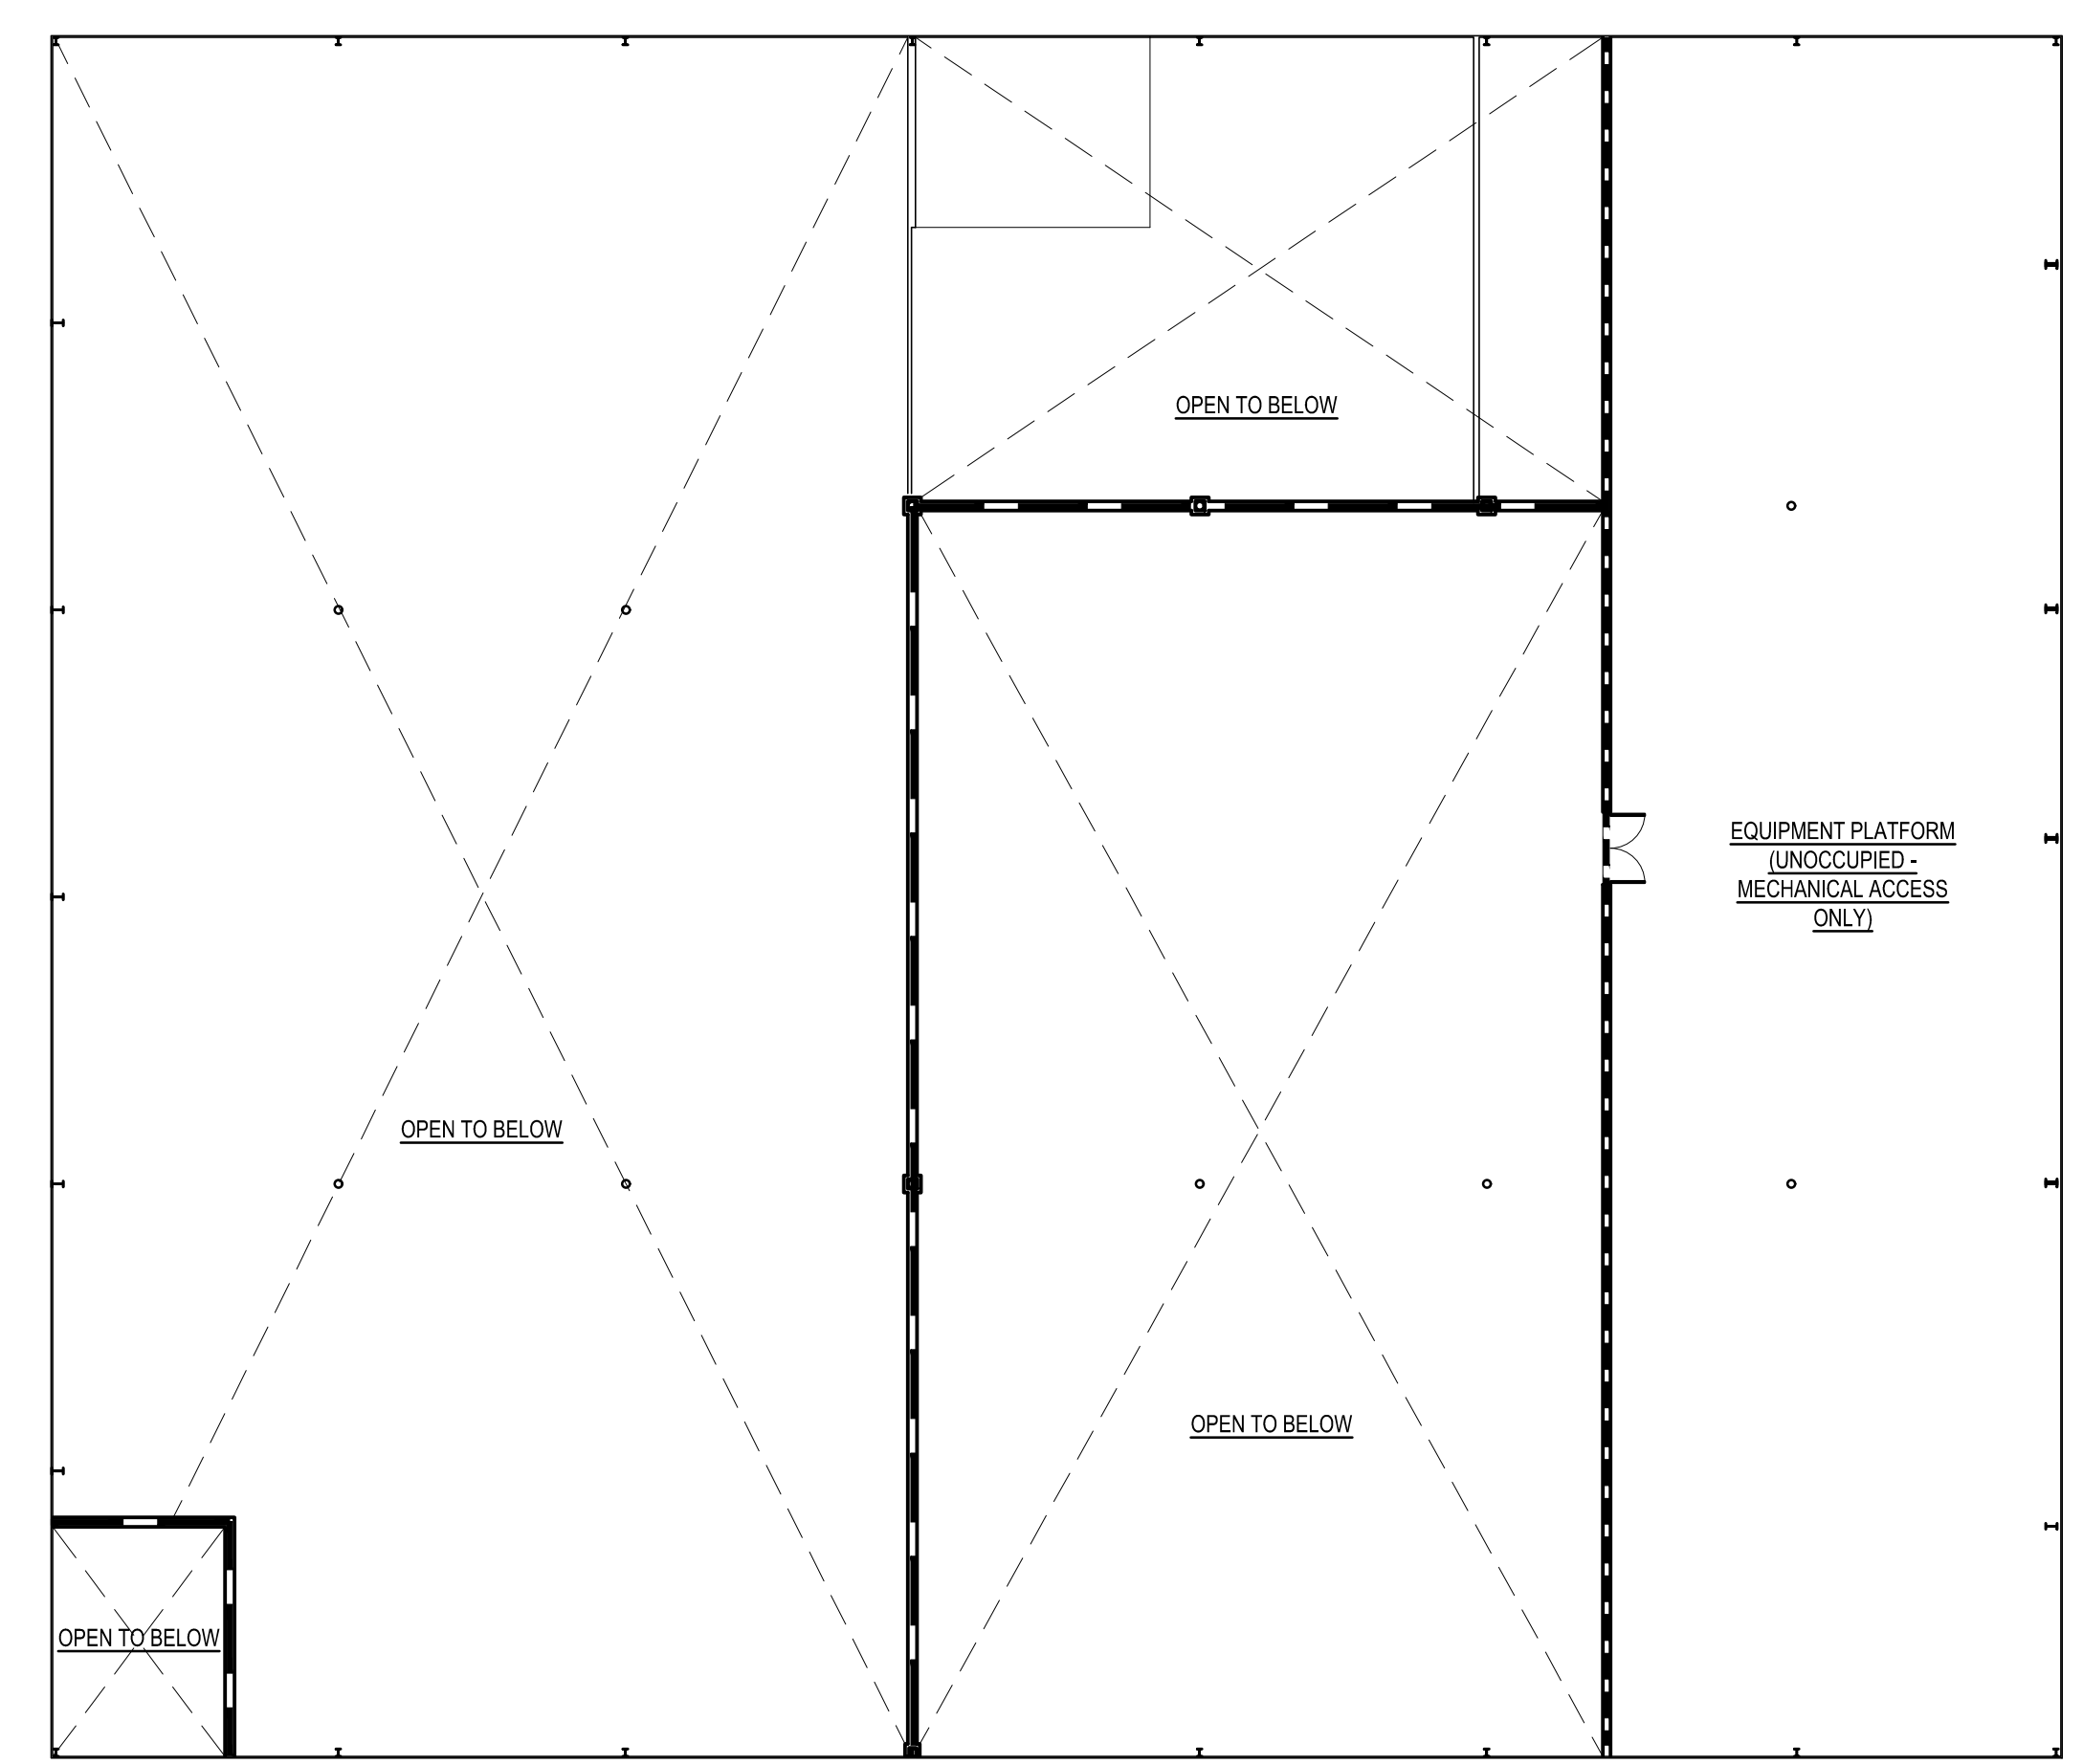 OPEN TO BELOW
EQUIPMENT PLATFORM
(UNOCCUPIED -
MECHANICAL ACCESS
ONLY)
OPEN TO BELOW
OPEN TO BELOW
OPEN TO BELOW